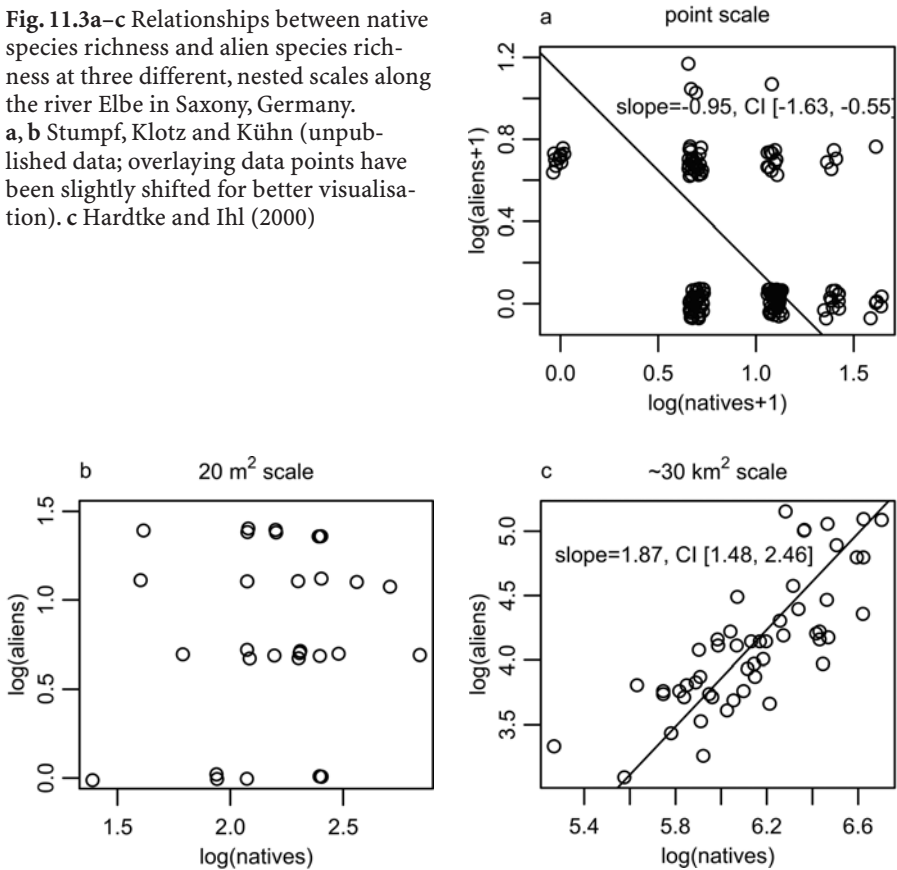 Fig. 11.3a–c Relationships between native
species richness and alien species rich-
ness at three different, nested scales along
the river Elbe in Saxony, Germany.
a, b Stumpf, Klotz and Kühn (unpub-
lished data; overlaying data points have
been slightly shifted for better visualisa-
tion). c Hardtke and Ihl (2000)
a point scale
slope=-0.95, CI [-1.63, -0.55]
log(aliens+1)
0.0 0.4 0.8 1.2
0.0 0.5 1.0 1.5
log(natives+1)
b 20 m² scale
log(aliens)
0.0 0.5 1.0 1.5
1.5 2.0 2.5
log(natives)
c ~30 km² scale
slope=1.87, CI [1.48, 2.46]
log(aliens)
3.5 4.0 4.5 5.0
5.4 5.8 6.2 6.6
log(natives)